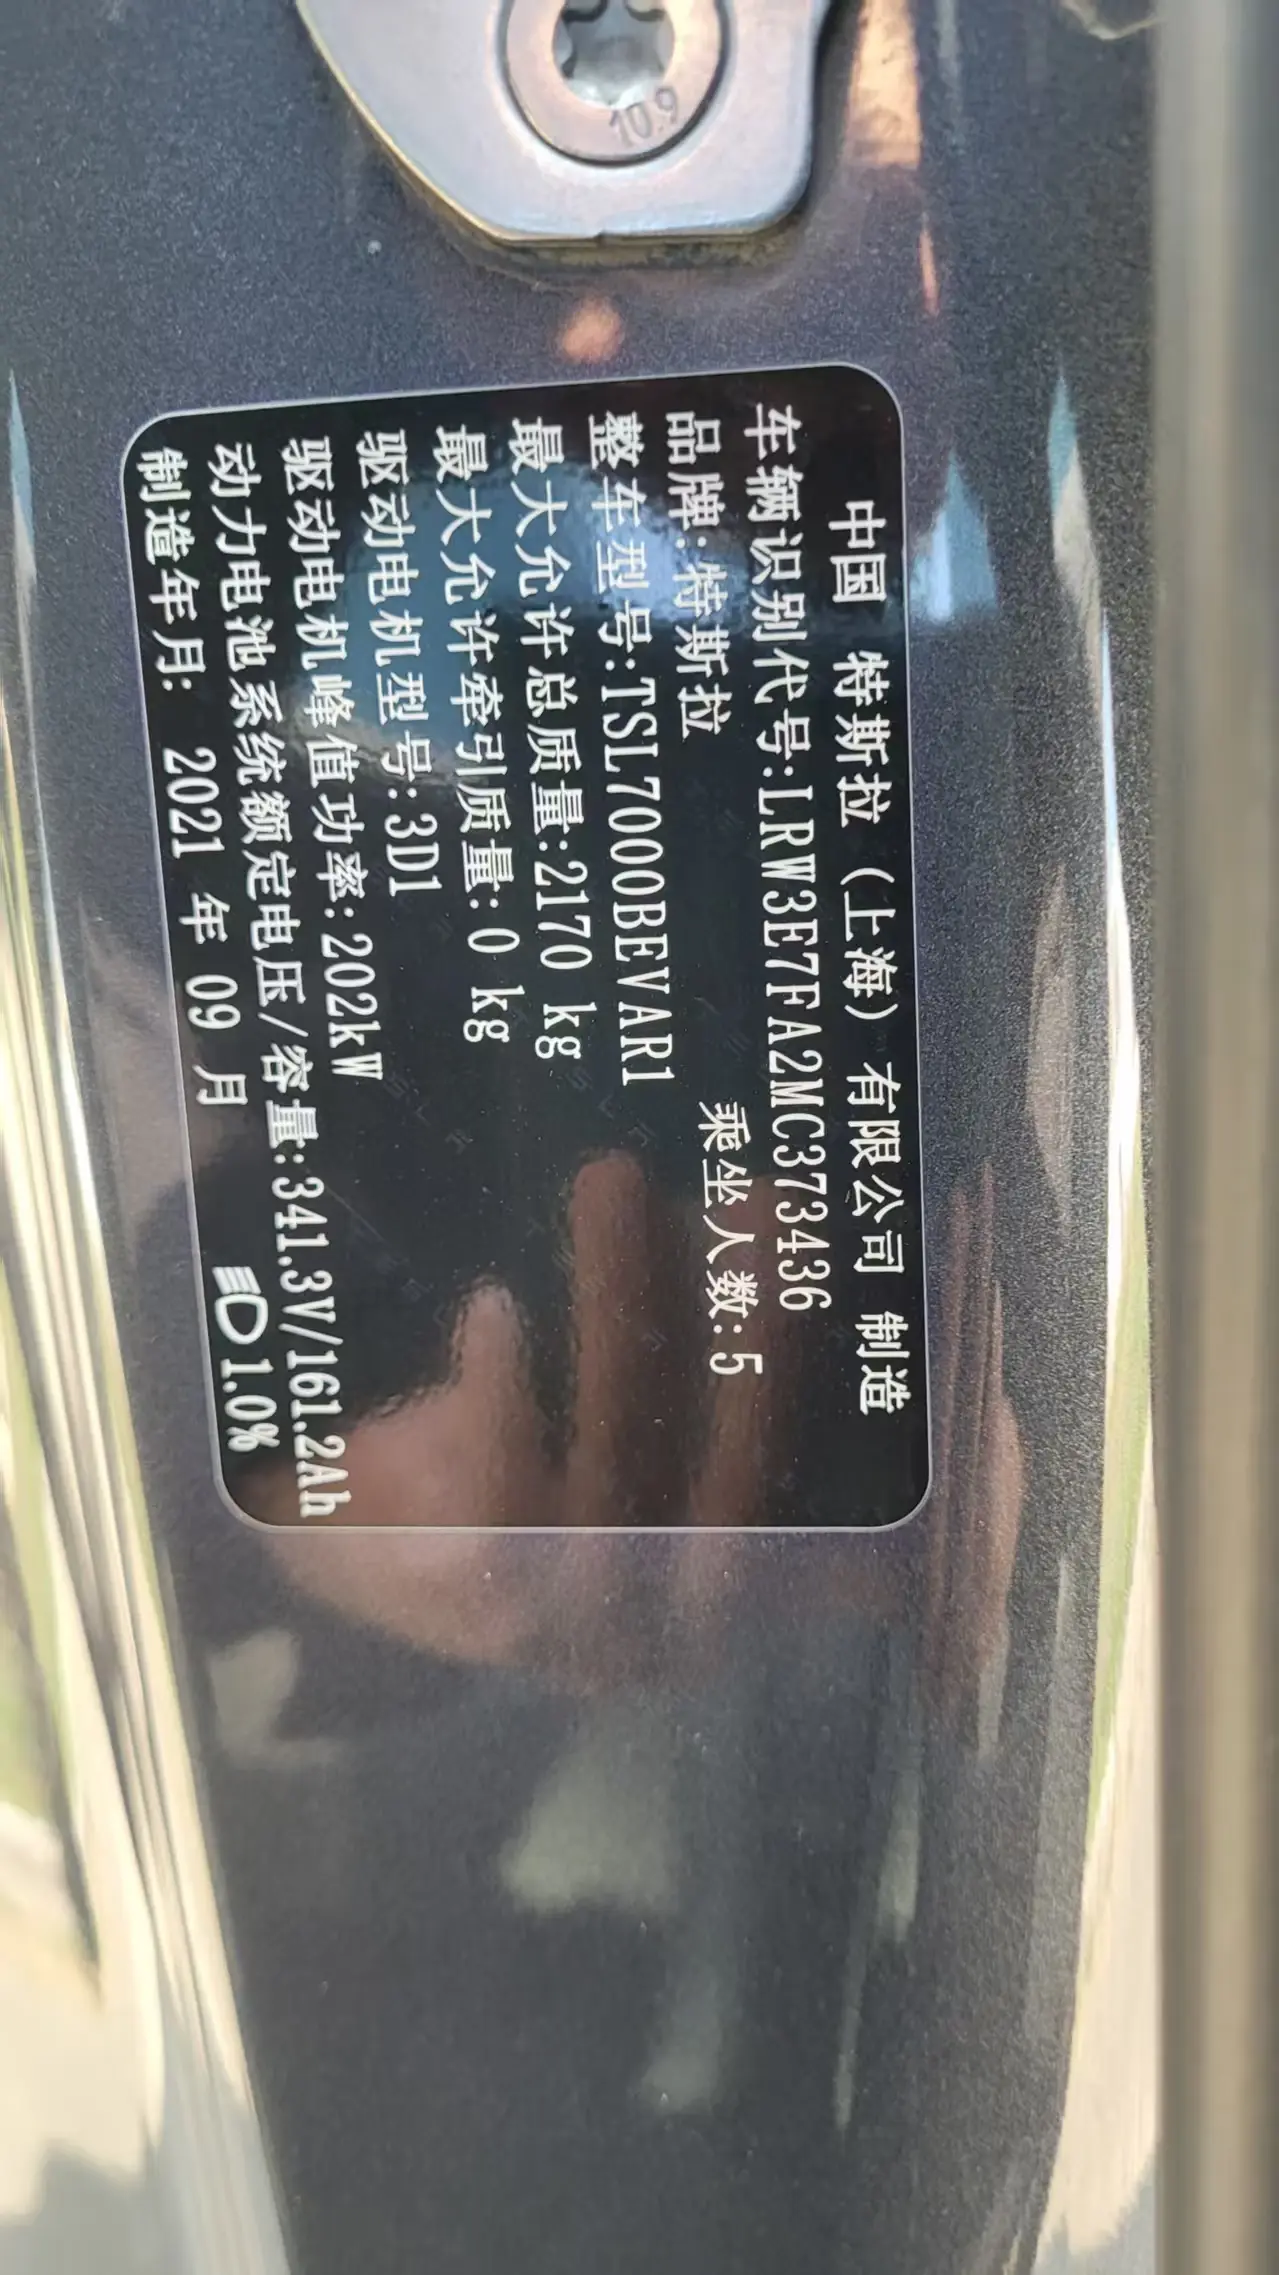 10.9
中国 特斯拉（上海）有限公司 制造
车辆识别代号:LRW3E7FA2MC373436
品牌:特斯拉 乘坐人数:5
整车型号:TSL7000BEVAR1
最大允许总质量:2170 kg
最大允许牵引质量: 0 kg
驱动电机型号:3D1
驱动电机峰值功率:202kW
动力电池系统额定电压/容量:341.3V/161.2Ah
制造年月: 2021 年 09 月 1.0%